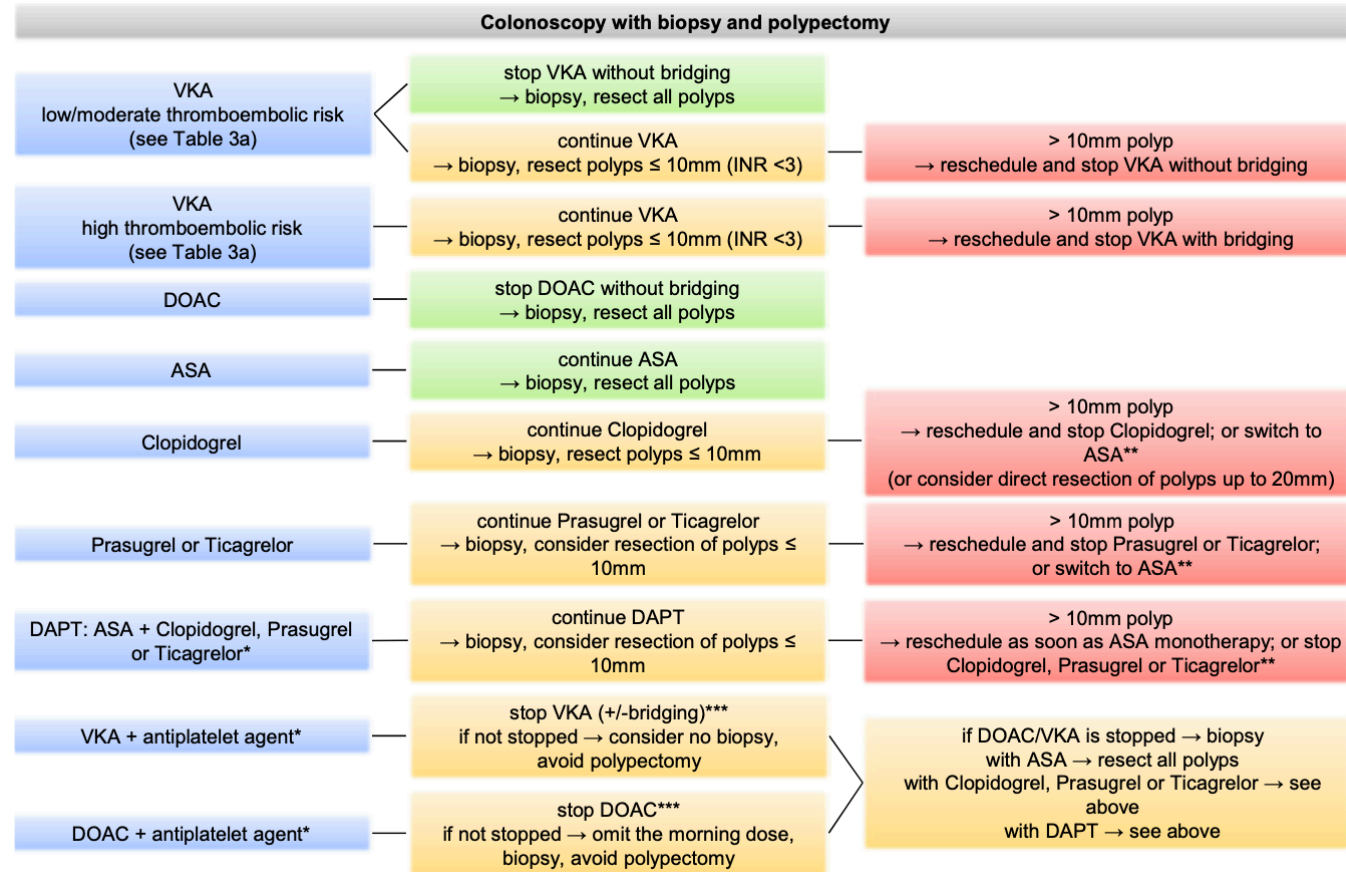 Colonoscopy with biopsy and polypectomy
VKA
low/moderate thromboembolic risk
(see Table 3a)
stop VKA without bridging
→ biopsy, resect all polyps
continue VKA
→ biopsy, resect polyps ≤ 10mm (INR <3)
> 10mm polyp
→ reschedule and stop VKA without bridging
VKA
high thromboembolic risk
(see Table 3a)
continue VKA
→ biopsy, resect polyps ≤ 10mm (INR <3)
> 10mm polyp
→ reschedule and stop VKA with bridging
DOAC
stop DOAC without bridging
→ biopsy, resect all polyps
ASA
continue ASA
→ biopsy, resect all polyps
Clopidogrel
continue Clopidogrel
→ biopsy, resect polyps ≤ 10mm
> 10mm polyp
→ reschedule and stop Clopidogrel; or switch to
ASA**
(or consider direct resection of polyps up to 20mm)
Prasugrel or Ticagrelor
continue Prasugrel or Ticagrelor
→ biopsy, consider resection of polyps ≤
10mm
> 10mm polyp
→ reschedule and stop Prasugrel or Ticagrelor;
or switch to ASA**
DAPT: ASA + Clopidogrel, Prasugrel
or Ticagrelor*
continue DAPT
→ biopsy, consider resection of polyps ≤
10mm
> 10mm polyp
→ reschedule as soon as ASA monotherapy; or stop
Clopidogrel, Prasugrel or Ticagrelor**
VKA + antiplatelet agent*
stop VKA (+/-bridging)***
if not stopped → consider no biopsy,
avoid polypectomy
DOAC + antiplatelet agent*
stop DOAC***
if not stopped → omit the morning dose,
biopsy, avoid polypectomy
if DOAC/VKA is stopped → biopsy
with ASA → resect all polyps
with Clopidogrel, Prasugrel or Ticagrelor → see
above
with DAPT → see above